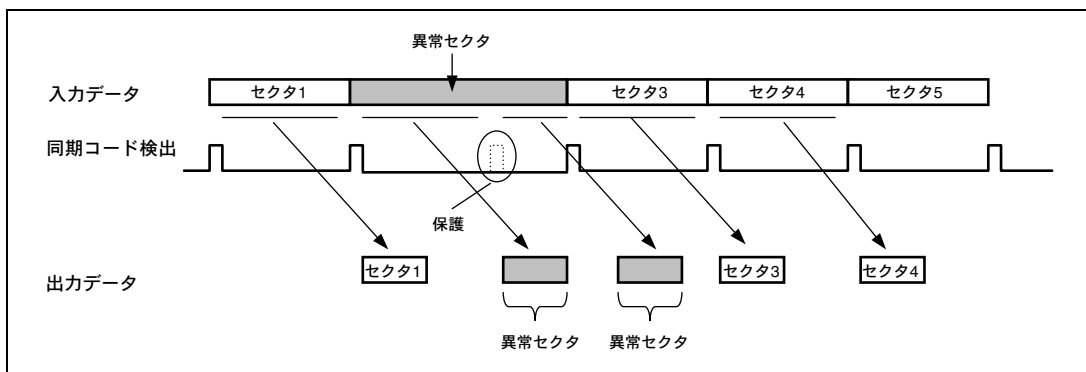 異常セクタ
入力データ
セクタ1
セクタ3
セクタ4
セクタ5
同期コード検出
保護
出力データ
セクタ1
セクタ3
セクタ4
異常セクタ
異常セクタ